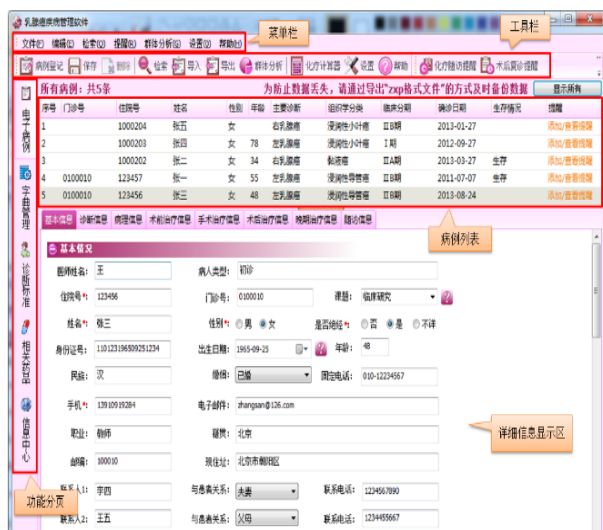 乳腺癌疾病管理软件
菜单栏
工具栏
文件(F) 编辑(E) 检索(Q) 提醒(R) 群体分析(G) 设置(O) 帮助(H)
病例登记 保存 删除 检索 导入 导出 群体分析 化疗计算器 设置 帮助 化疗随访提醒 术后复诊提醒
所有病例：共5条 为防止数据丢失，请通过导出"zxp格式文件"的方式及时备份数据 显示所有
序号 门诊号 住院号 姓名 性别 年龄 主要诊断 组织学分类 临床分期 确诊日期 生存情况 提醒
1 1000204 张五 女 右乳腺癌 浸润性小叶癌 II B期 2013-01-27 添加/查看提醒
2 1000203 张四 女 78 左乳腺癌 浸润性小叶癌 I 期 2012-09-27 添加/查看提醒
3 1000202 张二 女 34 右乳腺癌 黏液癌 II A期 2013-03-27 生存 添加/查看提醒
4 0100010 123457 张一 女 55 左乳腺癌 浸润性导管癌 II B期 2011-07-07 生存 添加/查看提醒
5 0100010 123456 张三 女 48 左乳腺癌 浸润性导管癌 II B期 2013-08-24 添加/查看提醒
电子病例
字典管理
诊断标准
相关药品
信息中心
功能分页
基本信息 诊断信息 病理信息 术前治疗信息 手术治疗信息 术后治疗信息 晚期治疗信息 随访信息
病例列表
基本情况
医师姓名： 王 病人类型： 初诊
住院号*： 123456 门诊号： 0100010 课题： 临床研究
姓名*： 张三 性别*： 男 女 是否绝经*： 否 是 不详
身份证号： 110123196509251234 出生日期： 1965-09-25 年龄： 48
民族： 汉 婚姻： 已婚 固定电话： 010-12234567
手机*： 13910919284 电子邮件： zhangsan@126.com
职业： 教师 籍贯： 北京
详细信息显示区
邮编： 100010 现住址： 北京市朝阳区
联系人1： 李四 与患者关系： 夫妻 联系电话： 1234567890
联系人2： 王五 与患者关系： 父母 联系电话： 1234455667